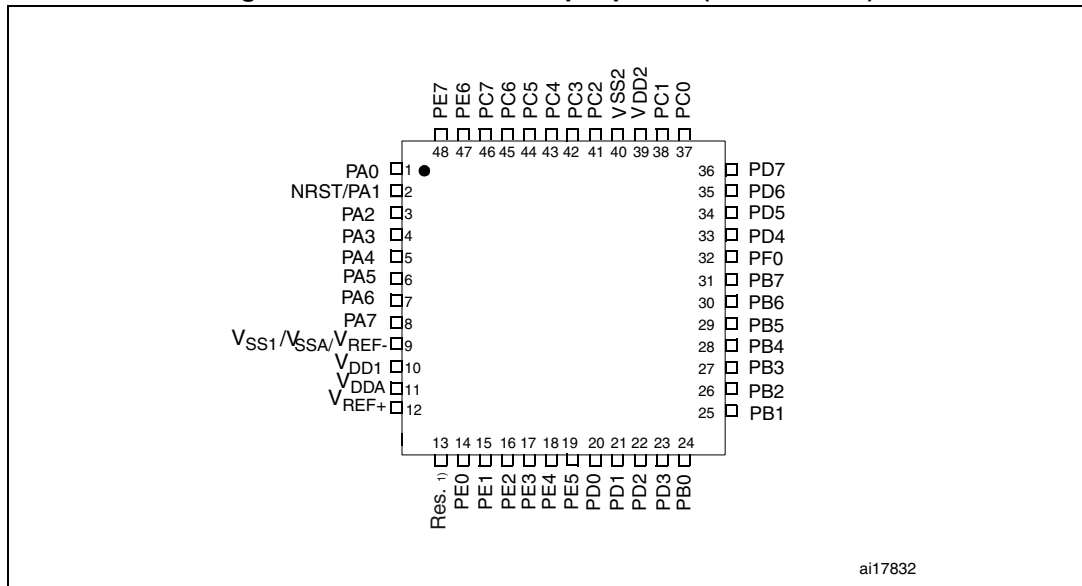 PE7
PE6
PC7
PC6
PC5
PC4
PC3
PC2
VSS2
VDD2
PC1
PC0
48 47 46 45 44 43 42 41 40 39 38 37
PA0 1
NRST/PA1 2
PA2 3
PA3 4
PA4 5
PA5 6
PA6 7
PA7 8
VSS1/VSSA/VREF- 9
VDD1 10
VDDA 11
VREF+ 12
36 PD7
35 PD6
34 PD5
33 PD4
32 PF0
31 PB7
30 PB6
29 PB5
28 PB4
27 PB3
26 PB2
25 PB1
13 14 15 16 17 18 19 20 21 22 23 24
Res. 1)
PE0
PE1
PE2
PE3
PE4
PE5
PD0
PD1
PD2
PD3
PB0
ai17832